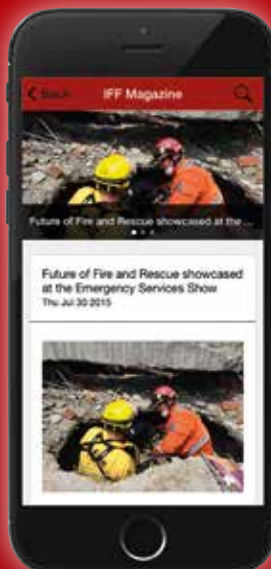 Back IFF Magazine
Future of Fire and Rescue showcased at the ...
Future of Fire and Rescue showcased
at the Emergency Services Show
Thu Jul 30 2015